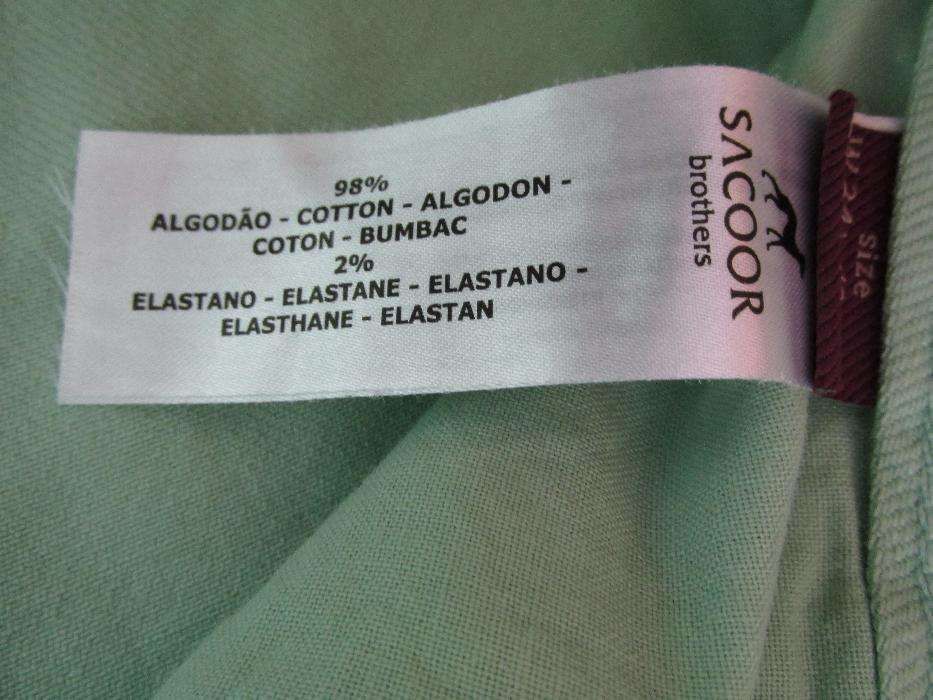 98%
ALGODÃO - COTTON - ALGODON -
COTON - BUMBAC
2%
ELASTANO - ELASTANE - ELASTANO -
ELASTHANE - ELASTAN
SACOOR
brothers
size